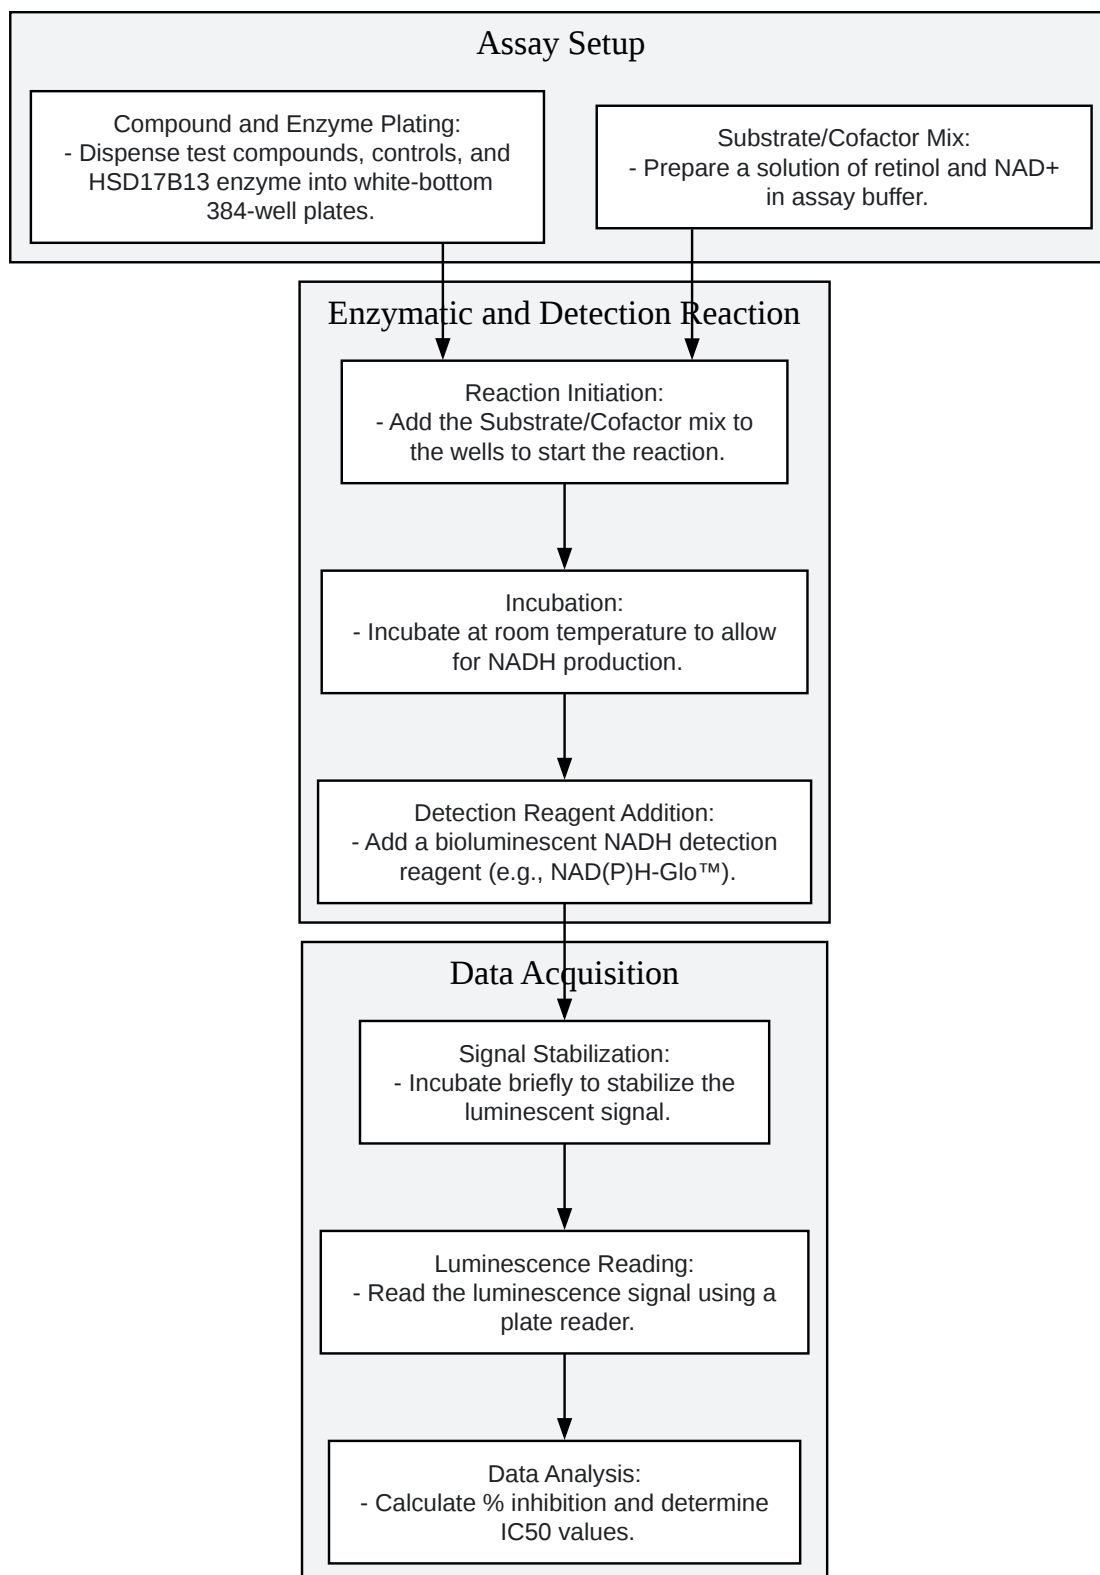 Assay Setup
Compound and Enzyme Plating:
- Dispense test compounds, controls, and
HSD17B13 enzyme into white-bottom
384-well plates.
Substrate/Cofactor Mix:
- Prepare a solution of retinol and NAD+
in assay buffer.
Enzymatic and Detection Reaction
Reaction Initiation:
- Add the Substrate/Cofactor mix to
the wells to start the reaction.
Incubation:
- Incubate at room temperature to allow
for NADH production.
Detection Reagent Addition:
- Add a bioluminescent NADH detection
reagent (e.g., NAD(P)H-Glo™).
Data Acquisition
Signal Stabilization:
- Incubate briefly to stabilize the
luminescent signal.
Luminescence Reading:
- Read the luminescence signal using a
plate reader.
Data Analysis:
- Calculate % inhibition and determine
IC50 values.